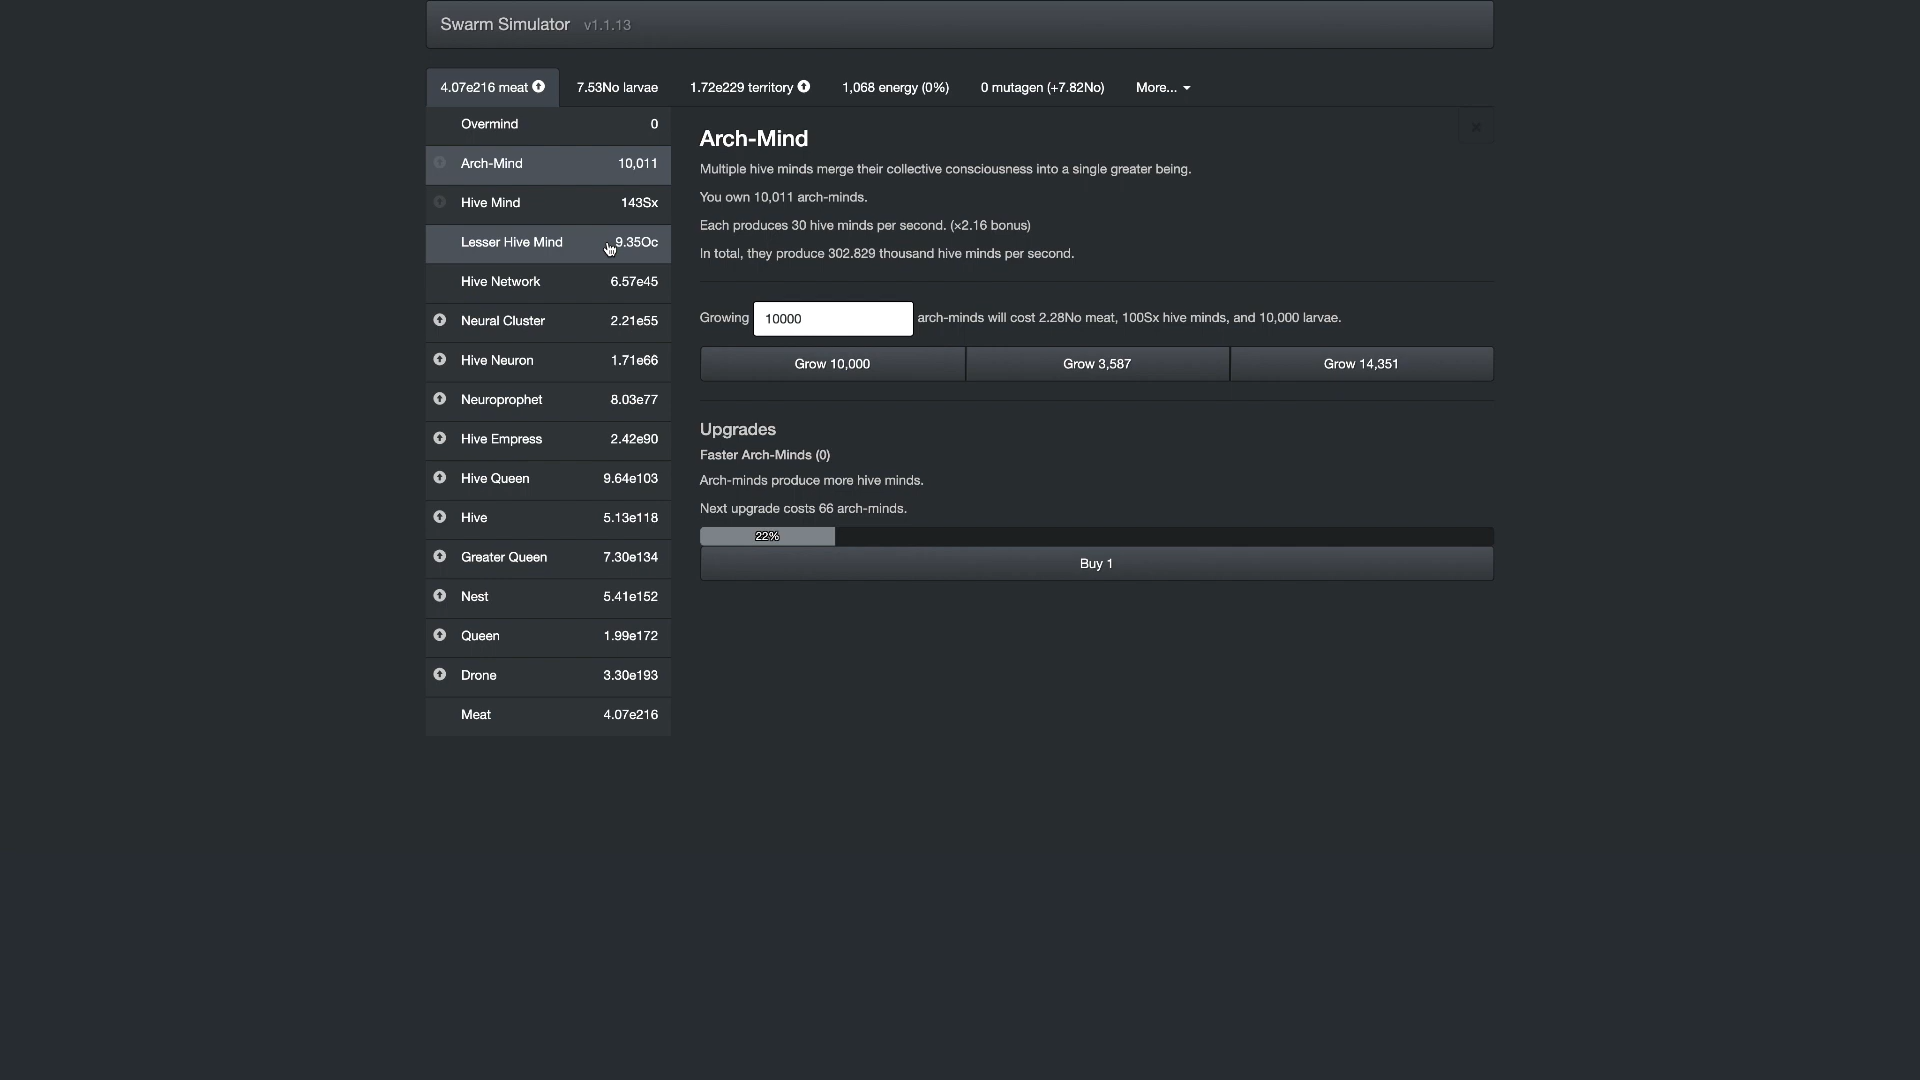 Swarm Simulator v1.1.13
4.07e216 meat
7.53No larvae
1.72e229 territory
1,068 energy (0%)
0 mutagen (+7.82No)
More...
Overmind 0
Arch-Mind 10,011
Hive Mind 143Sx
Lesser Hive Mind 9.35Oc
Hive Network 6.57e45
Neural Cluster 2.21e55
Hive Neuron 1.71e66
Neuroprophet 8.03e77
Hive Empress 2.42e90
Hive Queen 9.64e103
Hive 5.13e118
Greater Queen 7.30e134
Nest 5.41e152
Queen 1.99e172
Drone 3.30e193
Meat 4.07e216
Arch-Mind
Multiple hive minds merge their collective consciousness into a single greater being.
You own 10,011 arch-minds.
Each produces 30 hive minds per second. (×2.16 bonus)
In total, they produce 302.829 thousand hive minds per second.
Growing 10000 arch-minds will cost 2.28No meat, 100Sx hive minds, and 10,000 larvae.
Grow 10,000
Grow 3,587
Grow 14,351
Upgrades
Faster Arch-Minds (0)
Arch-minds produce more hive minds.
Next upgrade costs 66 arch-minds.
22%
Buy 1